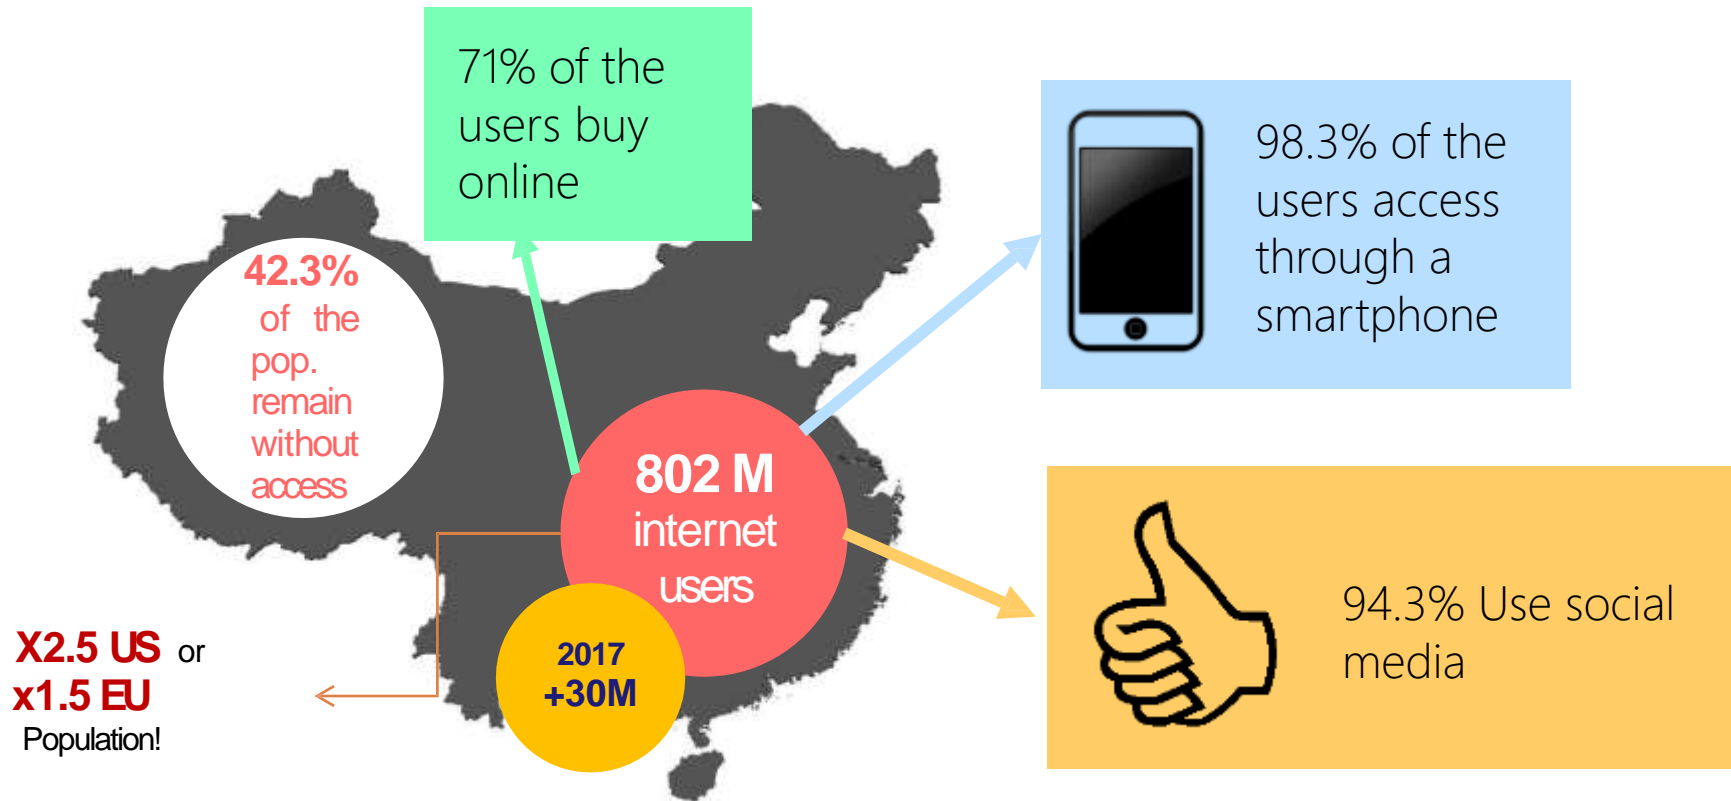 71% of the
users buy
online
98.3% of the
users access
through a
smartphone
42.3%
of the
pop.
remain
without
access
802 M
internet
users
94.3% Use social
media
2017
+30M
X2.5 US or
x1.5 EU
Population!